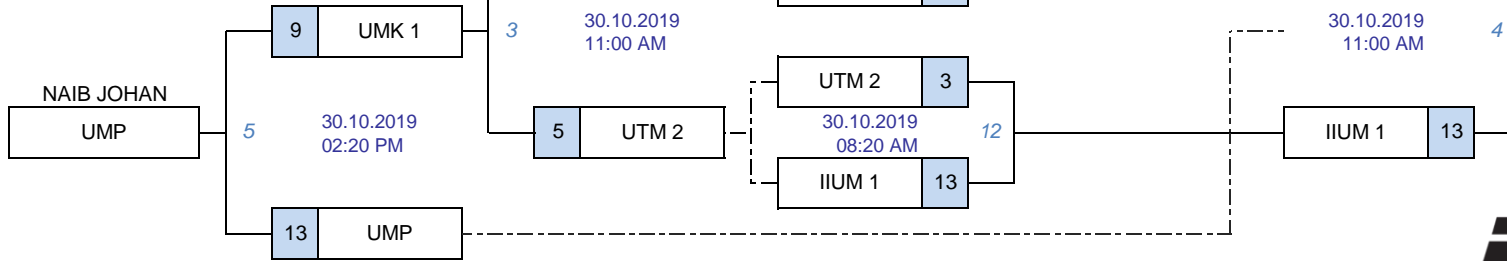 30.10.2019
11:00 AM
30.10.2019
11:00 AM
9 UMK 1
3
4
UTM 2 3
NAIB JOHAN
UMP
5
30.10.2019
02:20 PM
5 UTM 2
30.10.2019
08:20 AM
12
IIUM 1 13
IIUM 1 13
13 UMP